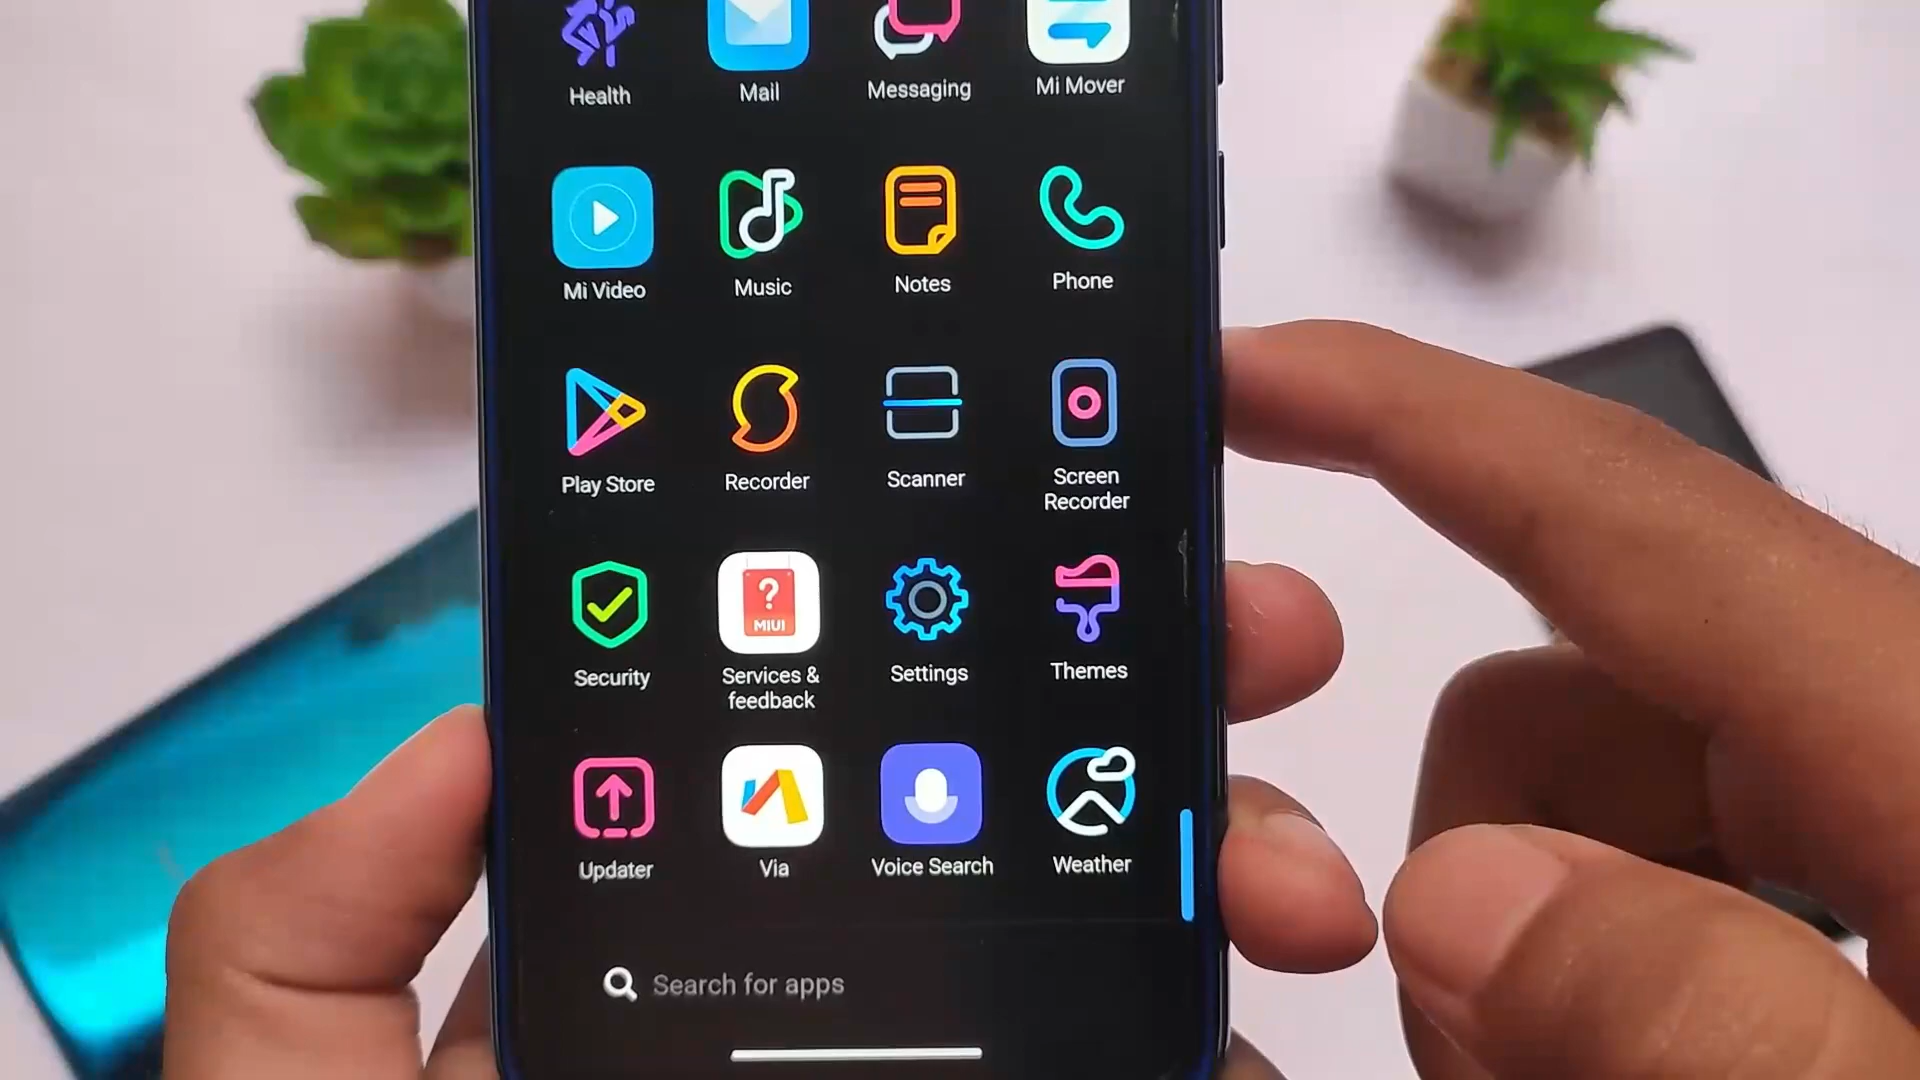 Health Mail Messaging Mi Mover
Mi Video Music Notes Phone
Play Store Recorder Scanner Screen
Recorder
MIUI
Security Services & Settings Themes
feedback
Updater Via Voice Search Weather
Search for apps